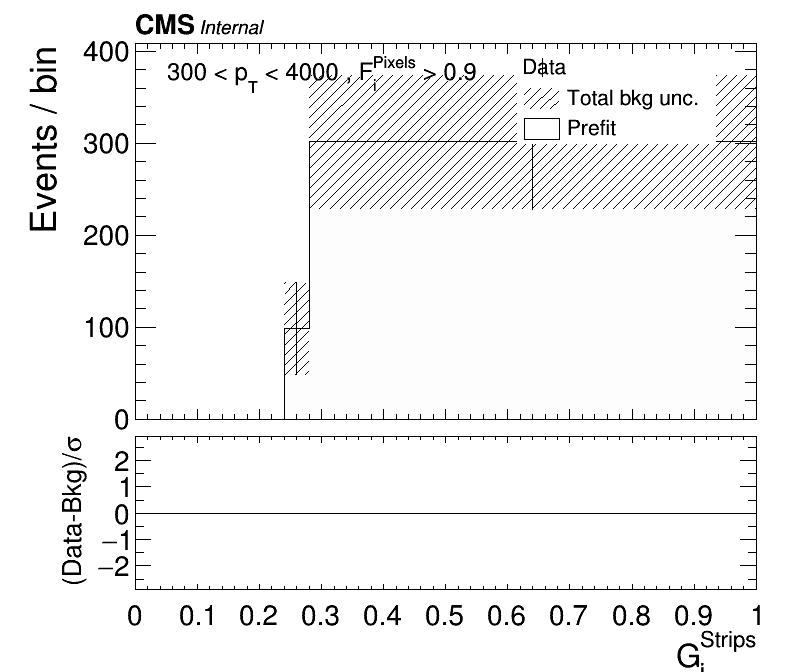 CMS Internal
400
300 < p_T < 4000 , F_i^Pixels > 0.9
Data
Total bkg unc.
Prefit
Events / bin
300
200
100
0
(Data-Bkg)/σ
2
1
0
−1
−2
0 0.1 0.2 0.3 0.4 0.5 0.6 0.7 0.8 0.9 1
G_i^Strips